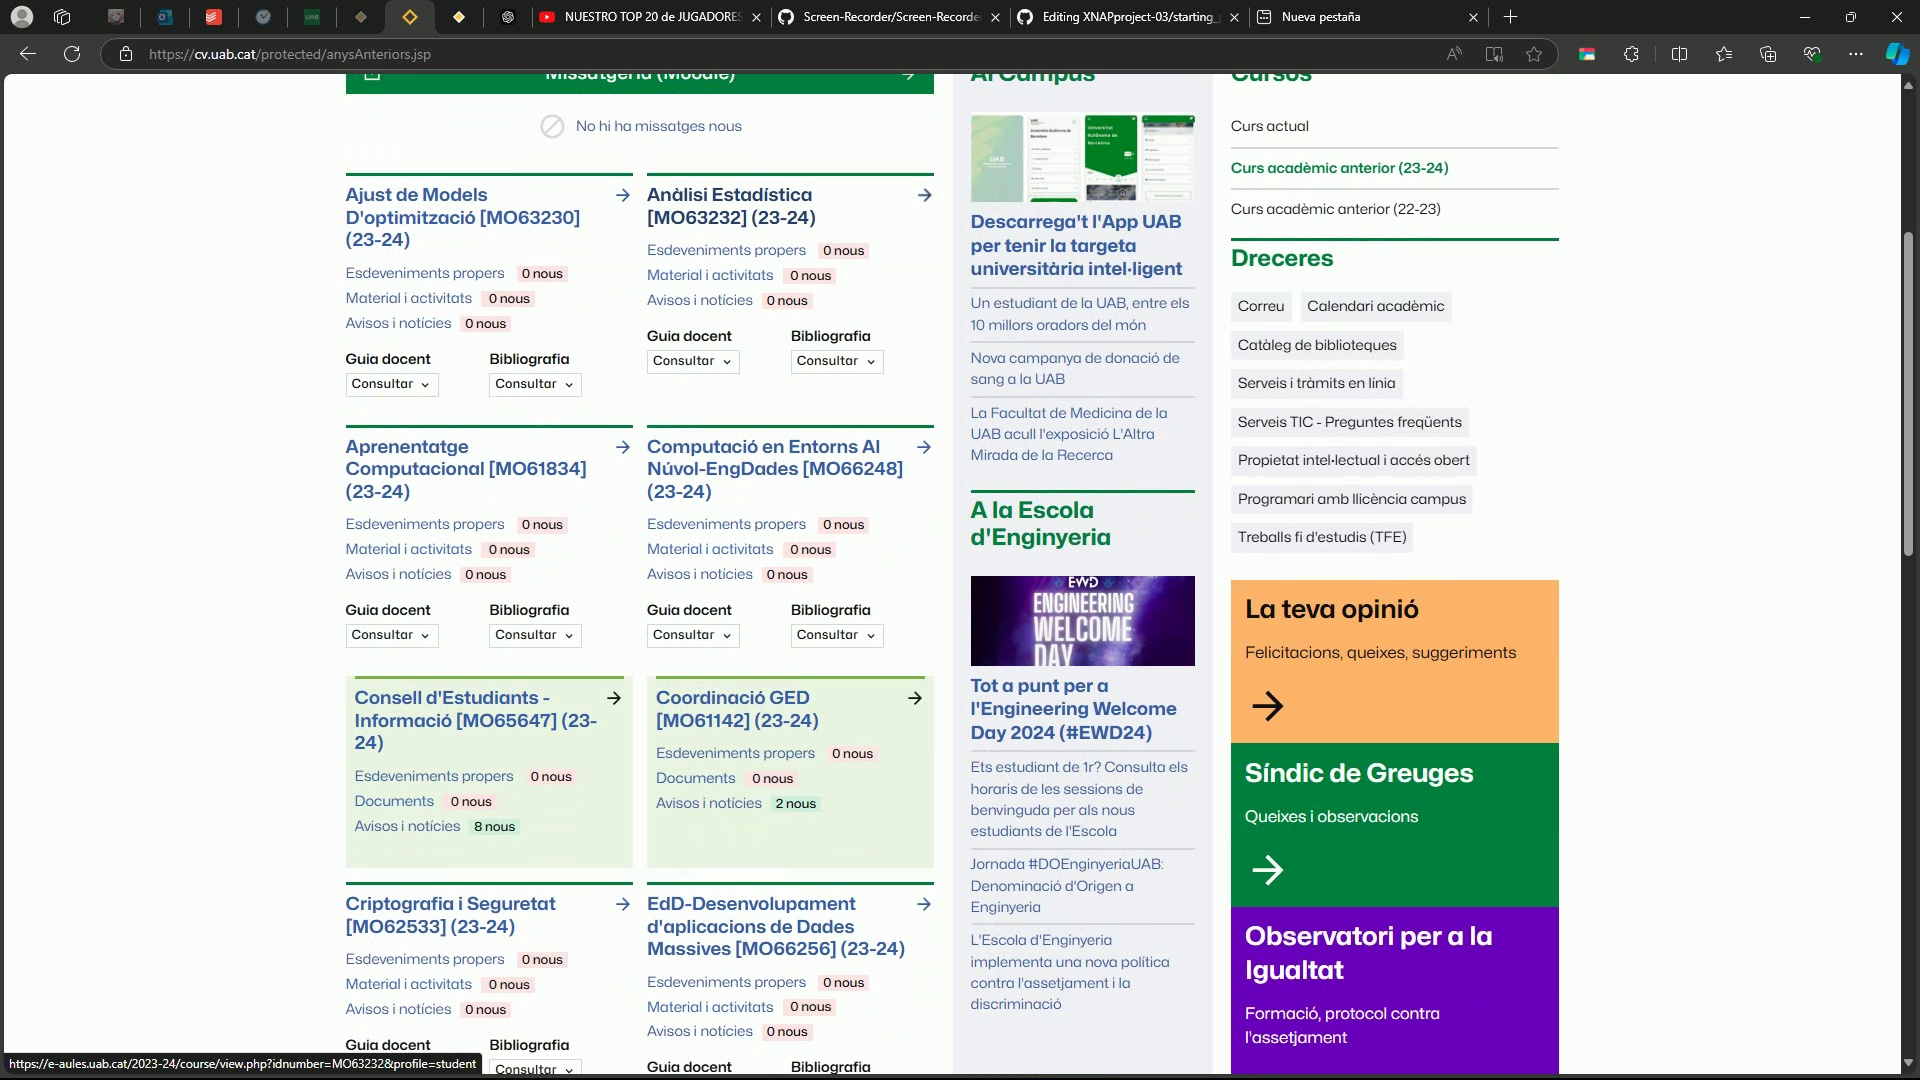 NUESTRO TOP 20 de JUGADORES
Screen-Recorder/Screen-Recorde
Editing XNAPproject-03/starting_
Nueva pestaña
https://cv.uab.cat/protected/anysAnteriors.jsp
Missatgeria (Moodle)
No hi ha missatges nous
Ajust de Models
D'optimització [MO63230]
(23-24)
Esdeveniments propers 0 nous
Material i activitats 0 nous
Avisos i notícies 0 nous
Guia docent Bibliografia
Consultar Consultar
Anàlisi Estadística
[MO63232] (23-24)
Esdeveniments propers 0 nous
Material i activitats 0 nous
Avisos i notícies 0 nous
Guia docent Bibliografia
Consultar Consultar
Aprenentatge
Computacional [MO61834]
(23-24)
Esdeveniments propers 0 nous
Material i activitats 0 nous
Avisos i notícies 0 nous
Guia docent Bibliografia
Consultar Consultar
Computació en Entorns Al
Núvol-EngDades [MO66248]
(23-24)
Esdeveniments propers 0 nous
Material i activitats 0 nous
Avisos i notícies 0 nous
Guia docent Bibliografia
Consultar Consultar
Consell d'Estudiants -
Informació [MO65647] (23-
24)
Esdeveniments propers 0 nous
Documents 0 nous
Avisos i notícies 8 nous
Coordinació GED
[MO61142] (23-24)
Esdeveniments propers 0 nous
Documents 0 nous
Avisos i notícies 2 nous
Criptografia i Seguretat
[MO62533] (23-24)
Esdeveniments propers 0 nous
Material i activitats 0 nous
Avisos i notícies 0 nous
Guia docent Bibliografia
Consultar
EdD-Desenvolupament
d'aplicacions de Dades
Massives [MO66256] (23-24)
Esdeveniments propers 0 nous
Material i activitats 0 nous
Avisos i notícies 0 nous
Guia docent Bibliografia
Al Campus
Descarrega't l'App UAB
per tenir la targeta
universitària intel·ligent
Un estudiant de la UAB, entre els
10 millors oradors del món
Nova campanya de donació de
sang a la UAB
La Facultat de Medicina de la
UAB acull l'exposició L'Altra
Mirada de la Recerca
A la Escola
d'Enginyeria
EWD
ENGINEERING
WELCOME
DAY
Tot a punt per a
l'Engineering Welcome
Day 2024 (#EWD24)
Ets estudiant de 1r? Consulta els
horaris de les sessions de
benvinguda per als nous
estudiants de l'Escola
Jornada #DOEnginyeriaUAB:
Denominació d'Origen a
Enginyeria
L'Escola d'Enginyeria
implementa una nova política
contra l'assetjament i la
discriminació
Cursos
Curs actual
Curs acadèmic anterior (23-24)
Curs acadèmic anterior (22-23)
Dreceres
Correu Calendari acadèmic
Catàleg de biblioteques
Serveis i tràmits en línia
Serveis TIC - Preguntes freqüents
Propietat intel·lectual i accés obert
Programari amb llicència campus
Treballs fi d'estudis (TFE)
La teva opinió
Felicitacions, queixes, suggeriments
Síndic de Greuges
Queixes i observacions
Observatori per a la
Igualtat
Formació, protocol contra
l'assetjament
https://e-aules.uab.cat/2023-24/course/view.php?idnumber=MO63232&profile=student